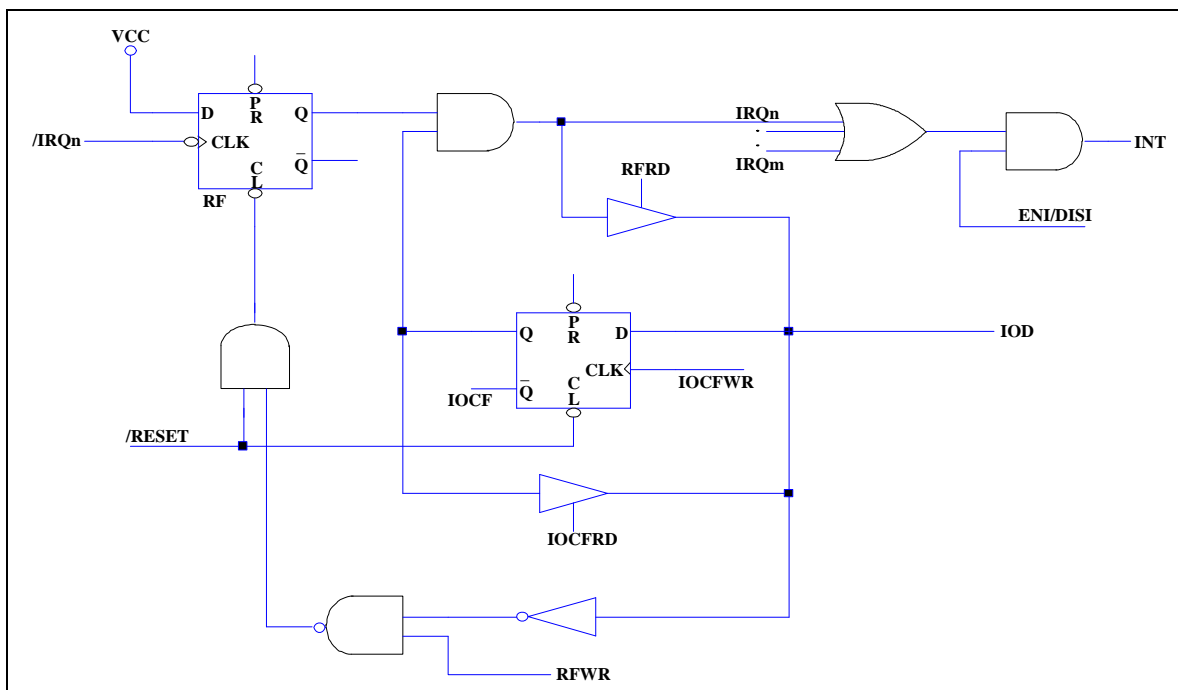 VCC
D
P
R
Q
/IRQn
CLK
C
L
Q
RF
IRQn
:
IRQm
INT
RFRD
ENI/DISI
Q
P
R
D
IOD
CLK
IOCF
Q
C
L
IOCFWR
/RESET
IOCFRD
RFWR